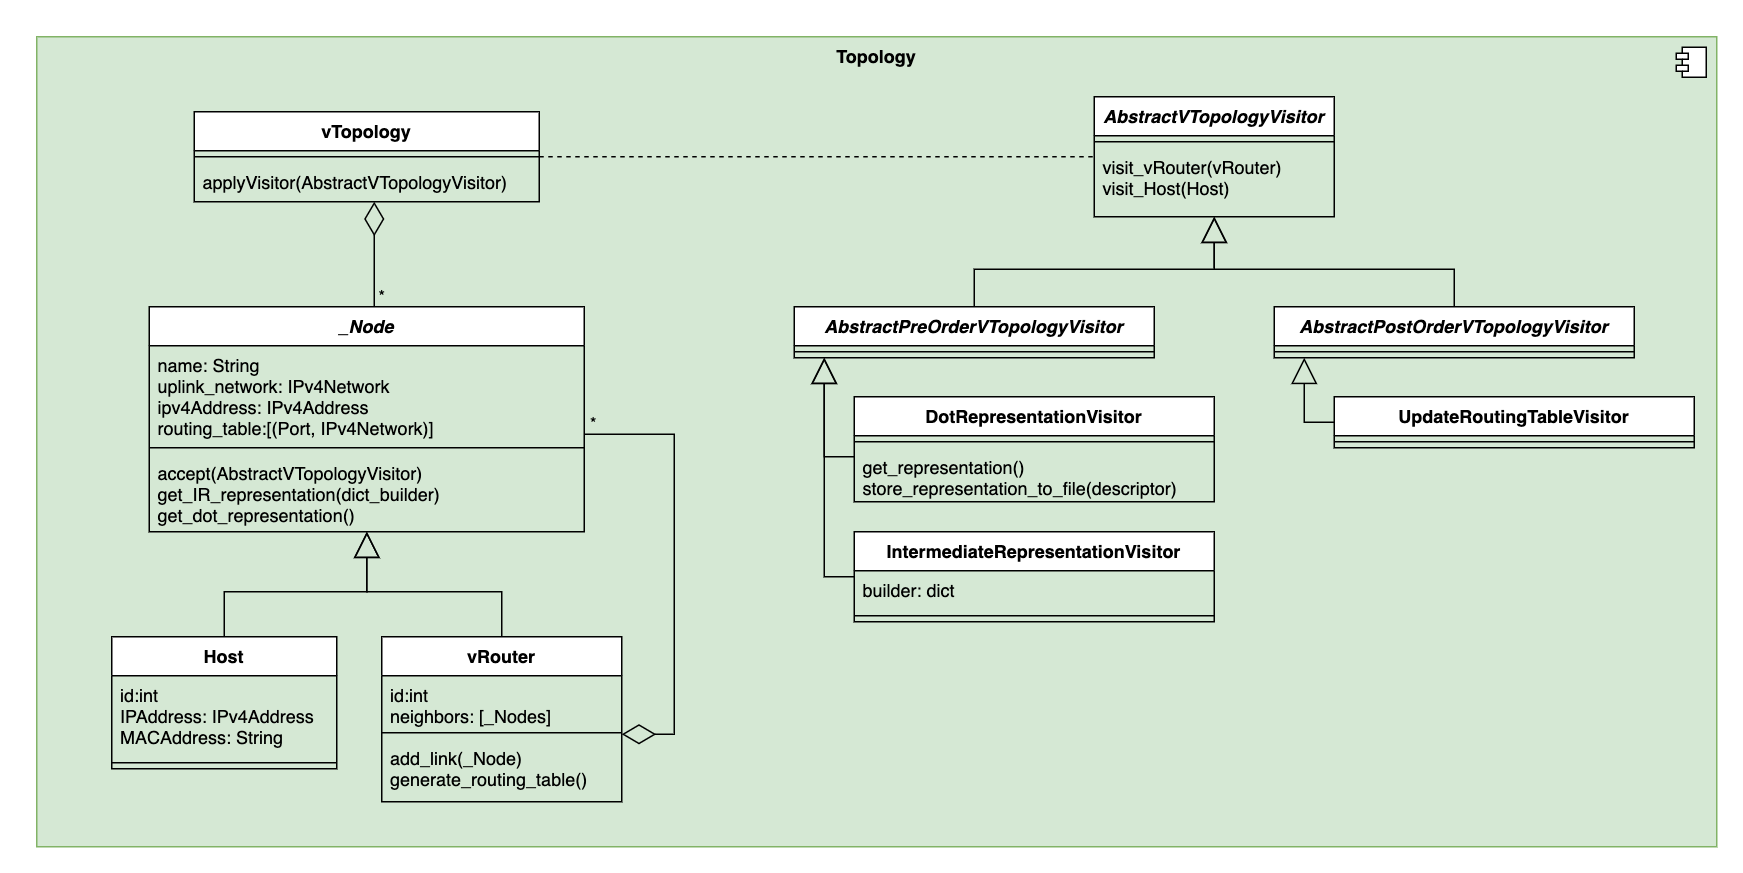 Topology
vTopology
applyVisitor(AbstractVTopologyVisitor)
*
_Node
name: String
uplink_network: IPv4Network
ipv4Address: IPv4Address
routing_table:[(Port, IPv4Network)]
accept(AbstractVTopologyVisitor)
get_IR_representation(dict_builder)
get_dot_representation()
*
Host
id:int
IPAddress: IPv4Address
MACAddress: String
vRouter
id:int
neighbors: [_Nodes]
add_link(_Node)
generate_routing_table()
AbstractVTopologyVisitor
visit_vRouter(vRouter)
visit_Host(Host)
AbstractPreOrderVTopologyVisitor
DotRepresentationVisitor
get_representation()
store_representation_to_file(descriptor)
IntermediateRepresentationVisitor
builder: dict
AbstractPostOrderVTopologyVisitor
UpdateRoutingTableVisitor